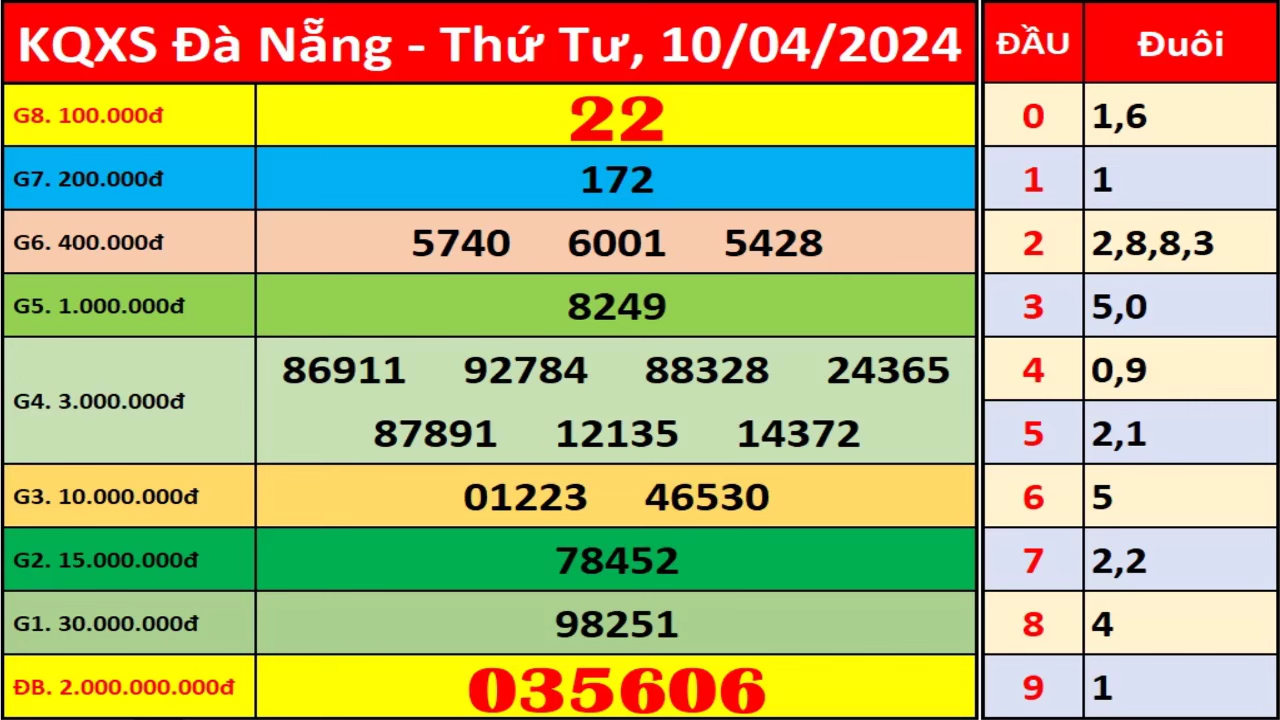 KQXS Đà Nẵng - Thứ Tư, 10/04/2024
G8. 100.000đ 22
G7. 200.000đ 172
G6. 400.000đ 5740 6001 5428
G5. 1.000.000đ 8249
G4. 3.000.000đ
86911 92784 88328 24365
87891 12135 14372
G3. 10.000.000đ 01223 46530
G2. 15.000.000đ 78452
G1. 30.000.000đ 98251
ĐB. 2.000.000.000đ 035606
ĐẦU Đuôi
0 1,6
1 1
2 2,8,8,3
3 5,0
4 0,9
5 2,1
6 5
7 2,2
8 4
9 1